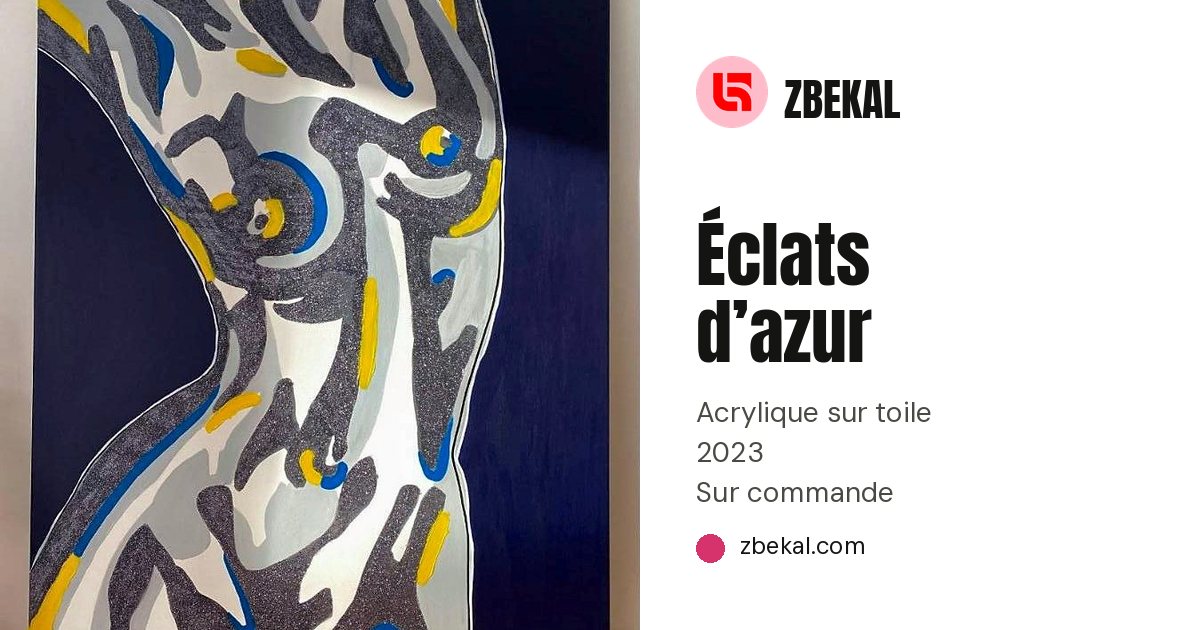 ZBEKAL
Éclats
d’azur
Acrylique sur toile
2023
Sur commande
zbekal.com